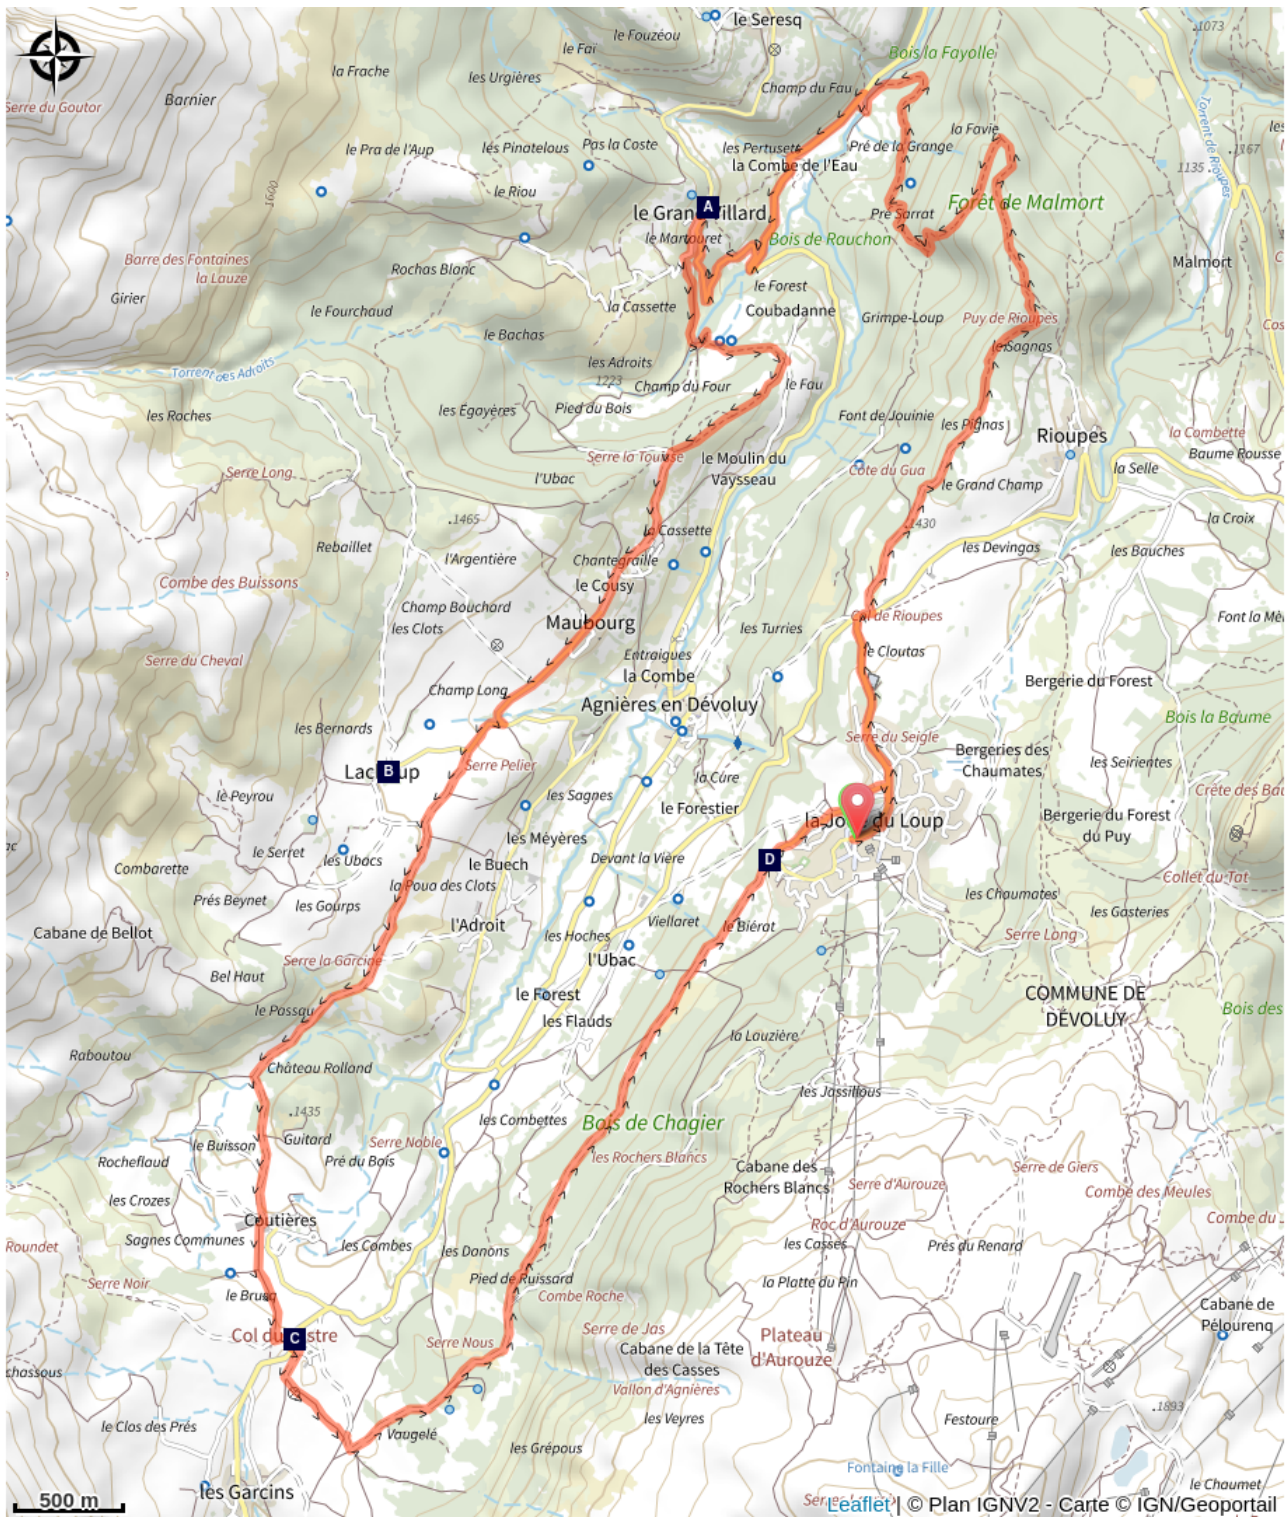 le Seresq
1073
le Fouzéou
le Faï
Bois la Fayolle
la Frache
les Urgières
Serre du Goutor
Barnier
Champ du Fau
Torrent de Rioupes
la Favie
le Pra de l'Aup
les Pinatelous
Pas la Coste
les Pertusets
Pré de la Grange
1167
la Combe de l'Eau
1135
1600
le Riou
A
Forêt de Malmort
Pré Sarrat
le Martouret
Bois de Rauchon
Barre des Fontaines
la Lauze
Malmort
Rochas Blanc
Girier
le Forest
le Fourchaud
la Cassette
Coubadanne
Grimpe-Loup
Puy de Rioupes
le Bachas
le Sagnas
les Adroits
Torrent des Adroits
1223
Champ du Four
le Fau
les Roches
les Égayères
Pied du Bois
Font de Jouinie
les Pignas
Rioupes
la Combette
Baume Rousse
Serre la Tousse
le Moulin du
Vaysseau
Serre Long
Côte du Gua
la Selle
l'Ubac
le Grand Champ
.1465
1430
la Croix
la Cassette
Rebaillet
l'Argentière
Chantegraille
les Devingas
les Bauches
Combe des Buissons
le Cousy
Champ Bouchard
les Clots
Maubourg
les Turries
Col de Rioupes
Serre du Cheval
Entraigues
la Combe
le Cloutas
Bergerie du Forest
Champ Long
Agnières en Dévoluy
Bois la Baume
les Bernards
Serre du Seigle
Bergeries des
Chaumates
B
Serre Pelier
la Cure
les Seirientes
le Peyrou
les Sagnes
le Forestier
les Méyères
Bergerie du Forest
du Puy
les Ubacs
le Serret
Devant la Vière
D
Combarette
le Buech
la Poua des Clots
Collet du Tat
Prés Beynet
les Gourps
les Chaumates
les Gasteries
Cabane de Bellot
l'Adroit
Viellaret
le Biérat
les Hoches
Serre Long
Serre la Garcine
l'Ubac
Bel Haut
le Forest
COMMUNE DE
DÉVOLUY
le Passau
les Flauds
Bois des
la Lauzière
Raboutou
Château Rolland
les Jassillous
.1435
les Combettes
Bois de Chagier
Guitard
le Buisson
Serre Noble
Rocheflaud
Pré du Bois
les Rochers Blancs
Cabane des
Rochers Blancs
Serre de Giers
les Crozes
Serre d'Aurouze
Combe des Meules
Coutières
Roc d'Aurouze
Combe du
Sagnes Communes
Roundet
les Combes
les Danons
les Casses
Prés du Renard
Serre Noir
Pied de Ruissard
la Platte du Pin
le Brusq
Combe Roche
Cabane de
Pélourenq
C
Serre Nous
Serre de Jas
Plateau
d'Aurouze
Cabane de la Tête
des Casses
chassous
Vallon d'Agnières
.1893
le Clos des Prés
Vaugelé
les Veyres
Festoure
les Grépous
Fontaine la Fille
les Garcins
le Chaumet
500 m
Leaflet | © Plan IGNV2 - Carte © IGN/Geoportail